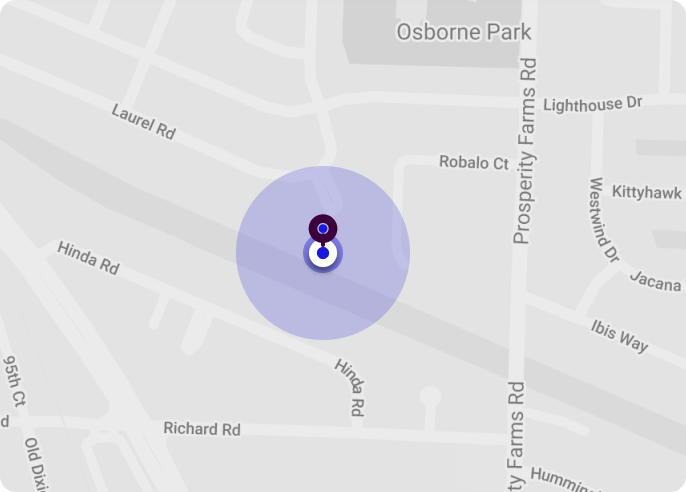 Osborne Park
Prosperity Farms Rd
Lighthouse Dr
Laurel Rd
Robalo Ct
Westwind Dr
Kittyhawk
Hinda Rd
Jacana
Ibis Way
95th Ct
Hinda Rd
ty Farms Rd
d
Richard Rd
Old Dixi
Humming